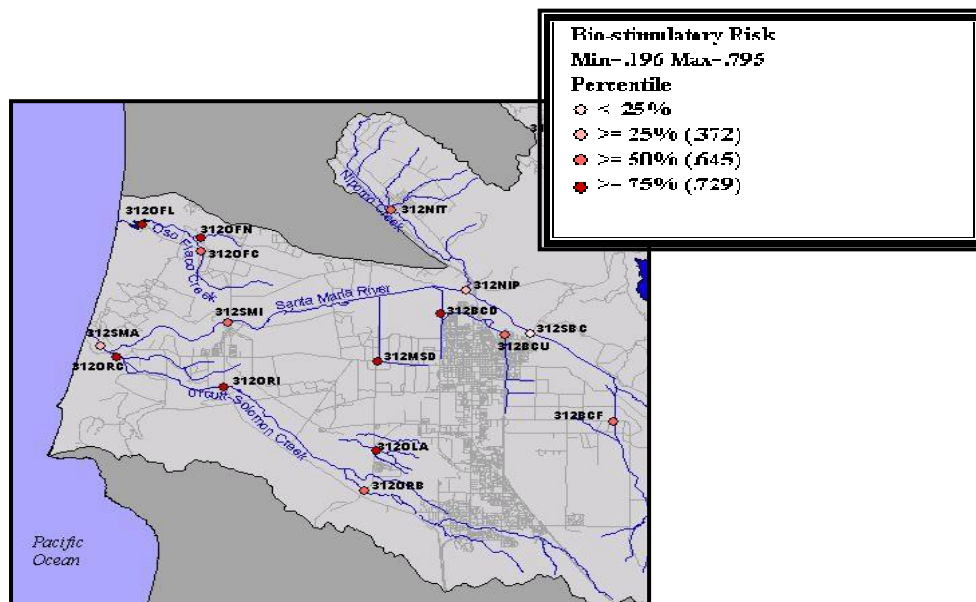 Bio-stimulatory Risk
Min=.196 Max=.795
Percentile
< 25%
>= 25% (.372)
>= 50% (.645)
>= 75% (.729)
Nipomo Creek
312NIT
312OFL
312OFN
Oso Flaco Creek
312OFC
312NIP
Santa Maria River
312BCD
312SMI
312SBC
312SMA
312BCU
312ORC
312MSD
312ORI
Orcutt-Solomon Creek
312BCF
312OLA
312ORB
Pacific
Ocean